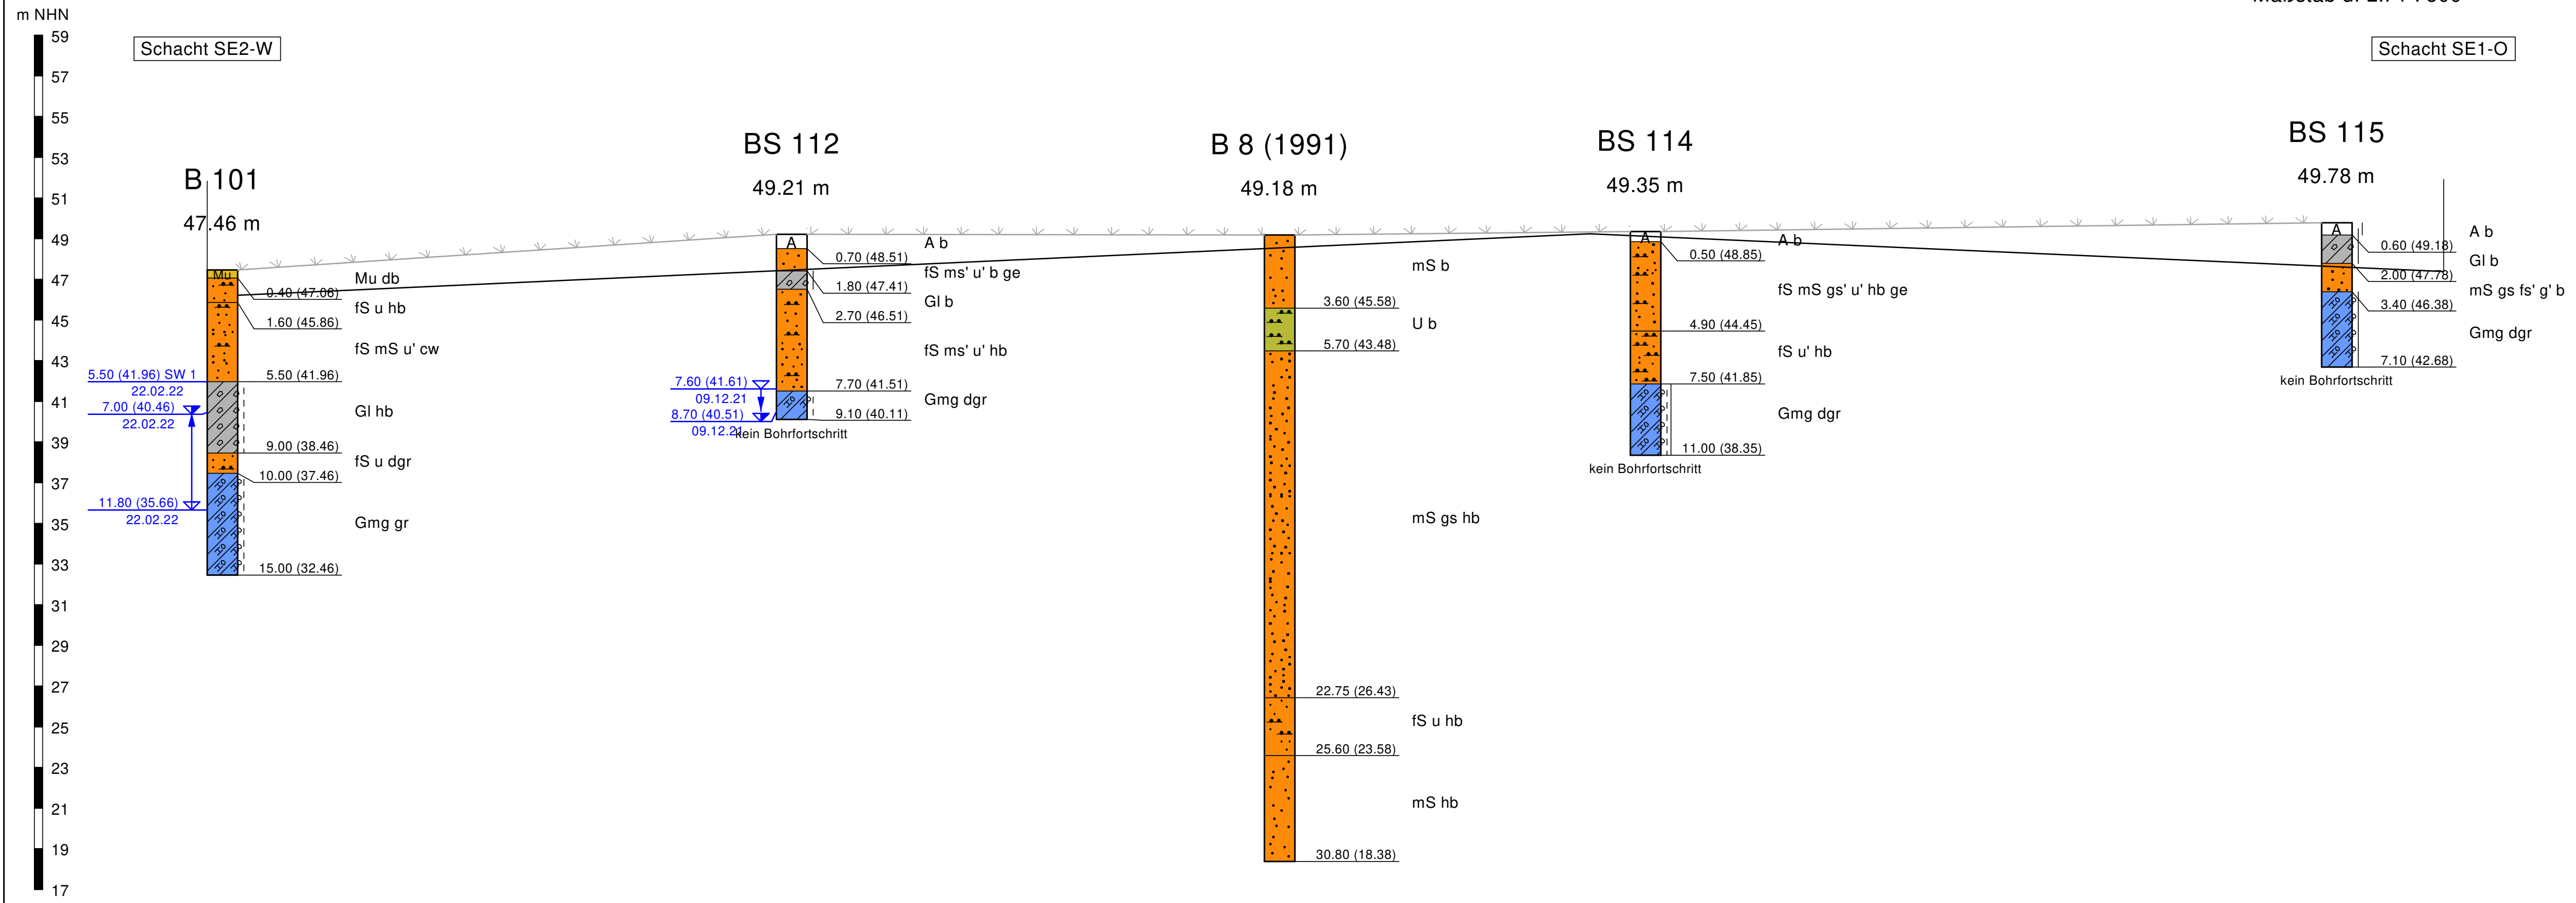 m NHN
59
57
55
53
51
49
47
45
43
41
39
37
35
33
31
29
27
25
23
21
19
17
Schacht SE2-W
Schacht SE1-O
B 101
47.46 m
Mu
0.40 (47.06)
1.60 (45.86)
5.50 (41.96)
9.00 (38.46)
10.00 (37.46)
15.00 (32.46)
Mu db
fS u hb
fS mS u' cw
Gl hb
fS u dgr
Gmg gr
5.50 (41.96) SW 1
22.02.22
7.00 (40.46)
22.02.22
11.80 (35.66)
22.02.22
BS 112
49.21 m
A
0.70 (48.51)
1.80 (47.41)
2.70 (46.51)
7.70 (41.51)
9.10 (40.11)
A b
fS ms' u' b ge
Gl b
fS ms' u' hb
Gmg dgr
7.60 (41.61)
09.12.21
8.70 (40.51)
09.12.21
kein Bohrfortschritt
B 8 (1991)
49.18 m
3.60 (45.58)
5.70 (43.48)
22.75 (26.43)
25.60 (23.58)
30.80 (18.38)
mS b
U b
mS gs hb
fS u hb
mS hb
BS 114
49.35 m
A
0.50 (48.85)
4.90 (44.45)
7.50 (41.85)
11.00 (38.35)
A b
fS mS gs' u' hb ge
fS u' hb
Gmg dgr
kein Bohrfortschritt
BS 115
49.78 m
A
0.60 (49.18)
2.00 (47.78)
3.40 (46.38)
7.10 (42.68)
A b
Gl b
mS gs fs' g' b
Gmg dgr
kein Bohrfortschritt